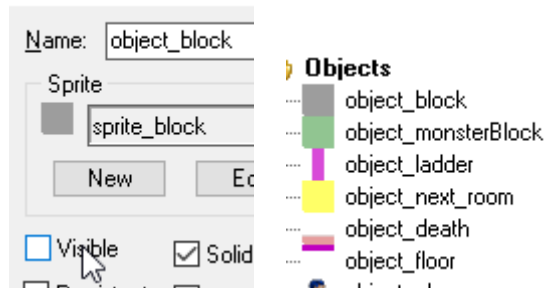 Name: object_block
Sprite
sprite_block
New
Visible
Solid
Objects
object_block
object_monsterBlock
object_ladder
object_next_room
object_death
object_floor